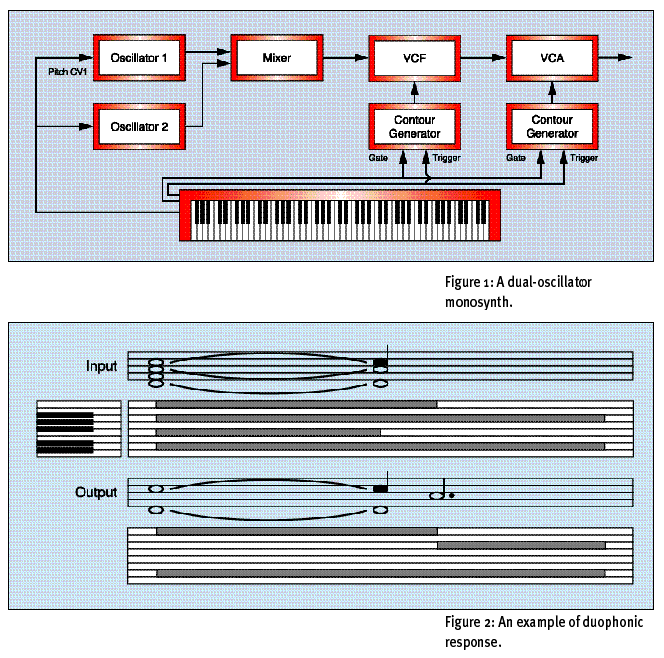 Oscillator 1
Mixer
VCF
VCA
Pitch CV1
Oscillator 2
Contour
Generator
Contour
Generator
Gate
Trigger
Gate
Trigger
Figure 1: A dual-oscillator
monosynth.
Input
Output
Figure 2: An example of duophonic
response.